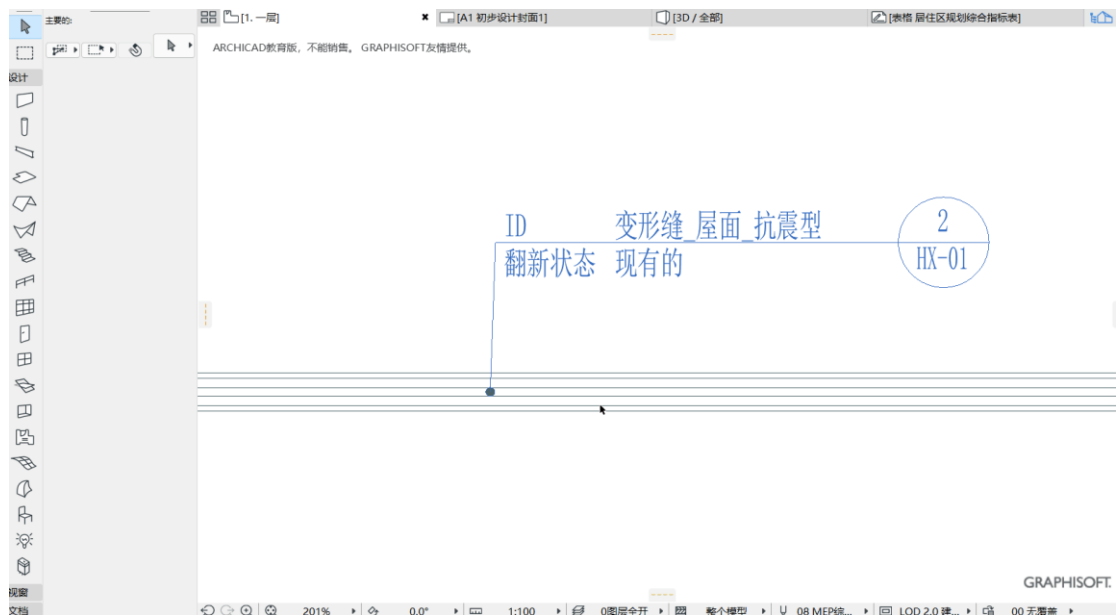 主要的:
[1. 一层]
[A1 初步设计封面1]
[3D / 全部]
[表格 居住区规划综合指标表]
ARCHICAD教育版，不能销售。 GRAPHISOFT友情提供。
设计
ID 变形缝_屋面_抗震型 2
翻新状态 现有的 HX-01
GRAPHISOFT.
视窗
文档
201% 0.0° 1:100 0图层全开 整个模型 08 MEP综... LOD 2.0 建... 00 无覆盖